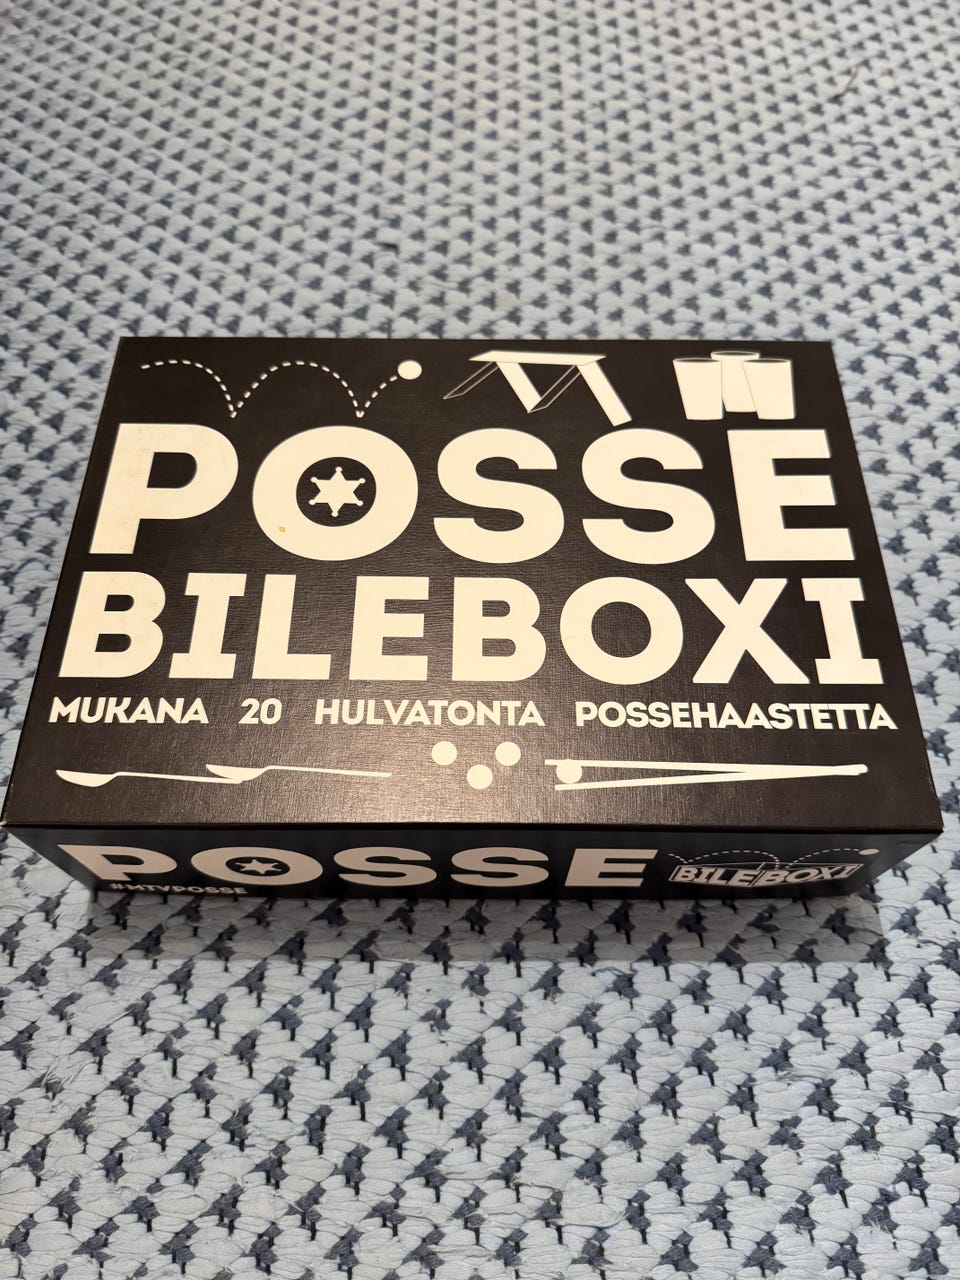 POSSE
BILEBOXI
MUKANA 20 HULVATONTA POSSEHAASTETTA
POSSE
BILEBOXI
#MTVPOSSE